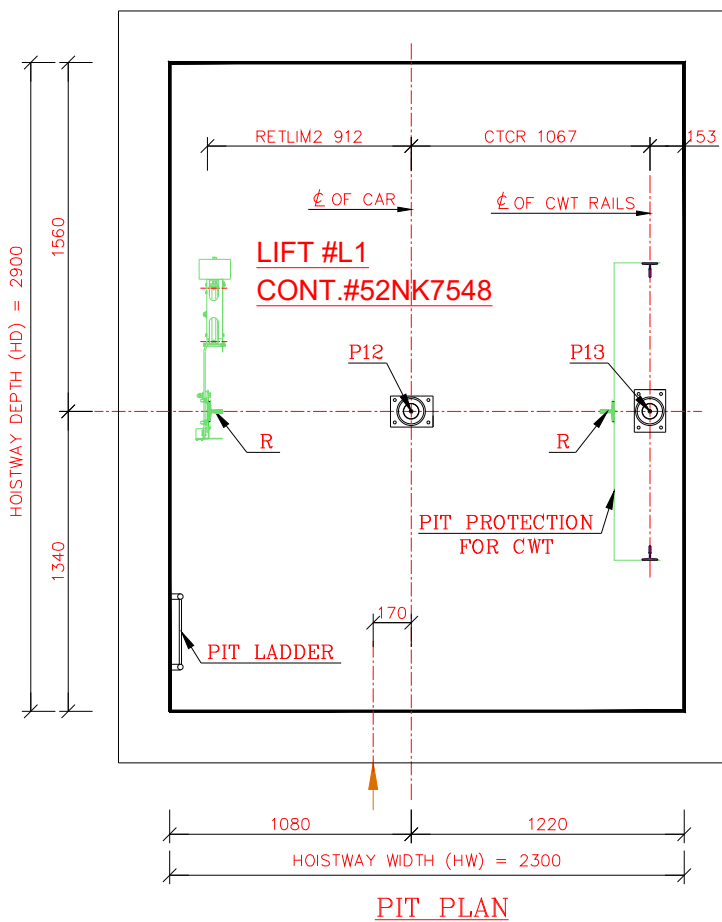 RETLIM2 912
CTCR 1067
153
℄ OF CAR
℄ OF CWT RAILS
LIFT #L1
CONT.#52NK7548
HOISTWAY DEPTH (HD) = 2900
1560
1340
P12
P13
R
R
PIT PROTECTION
FOR CWT
170
PIT LADDER
1080
1220
HOISTWAY WIDTH (HW) = 2300
PIT PLAN